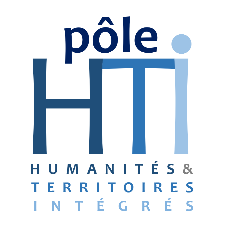 pôle
HTi
HUMANITÉS &
TERRITOIRES
INTÉGRÉS